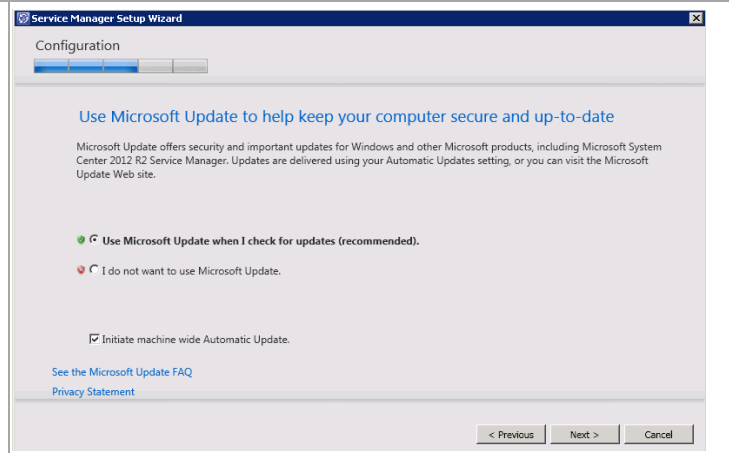 Service Manager Setup Wizard
Configuration
Use Microsoft Update to help keep your computer secure and up-to-date
Microsoft Update offers security and important updates for Windows and other Microsoft products, including Microsoft System
Center 2012 R2 Service Manager. Updates are delivered using your Automatic Updates setting, or you can visit the Microsoft
Update Web site.
Use Microsoft Update when I check for updates (recommended).
I do not want to use Microsoft Update.
Initiate machine wide Automatic Update.
See the Microsoft Update FAQ
Privacy Statement
< Previous Next > Cancel